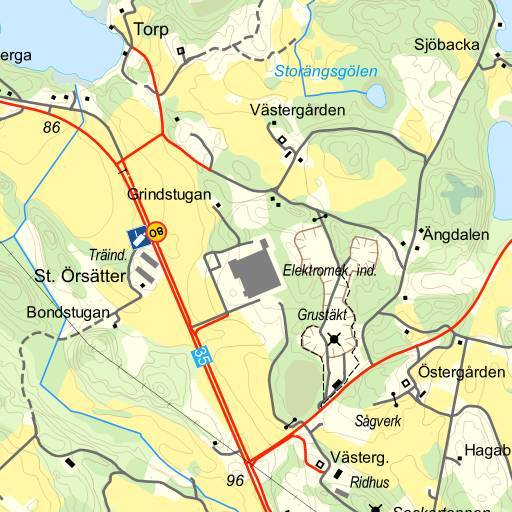 Torp
Sjöbacka
erga
Storängsgölen
Västergården
86
Grindstugan
80
Ängdalen
Träind.
Elektromek. ind.
St. Örsätter
Bondstugan
Grustäkt
35
Östergården
Sågverk
Hagab
Västerg.
96
Ridhus